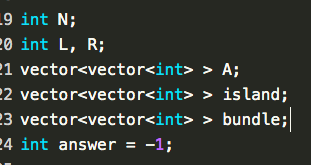 19 int N;
20 int L, R;
21 vector<vector<int> > A;
22 vector<vector<int> > island;
23 vector<vector<int> > bundle;
24 int answer = -1;